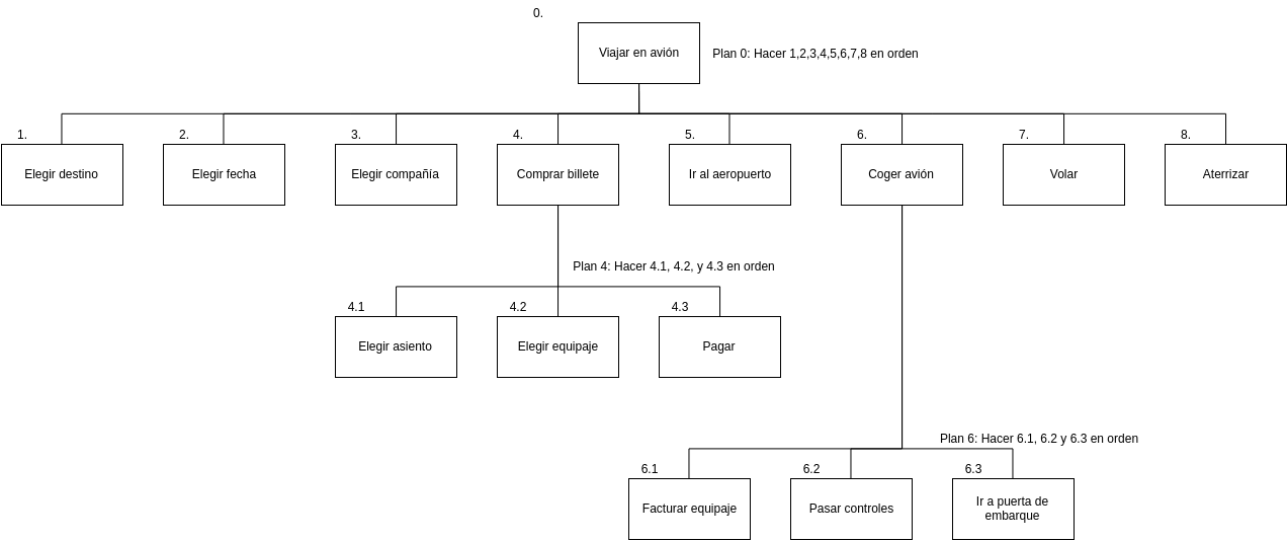 0.
Viajar en avión
Plan 0: Hacer 1,2,3,4,5,6,7,8 en orden
1.
2.
3.
4.
5.
6.
7.
8.
Elegir destino
Elegir fecha
Elegir compañía
Comprar billete
Ir al aeropuerto
Coger avión
Volar
Aterrizar
Plan 4: Hacer 4.1, 4.2, y 4.3 en orden
4.1
4.2
4.3
Elegir asiento
Elegir equipaje
Pagar
Plan 6: Hacer 6.1, 6.2 y 6.3 en orden
6.1
6.2
6.3
Facturar equipaje
Pasar controles
Ir a puerta de
embarque